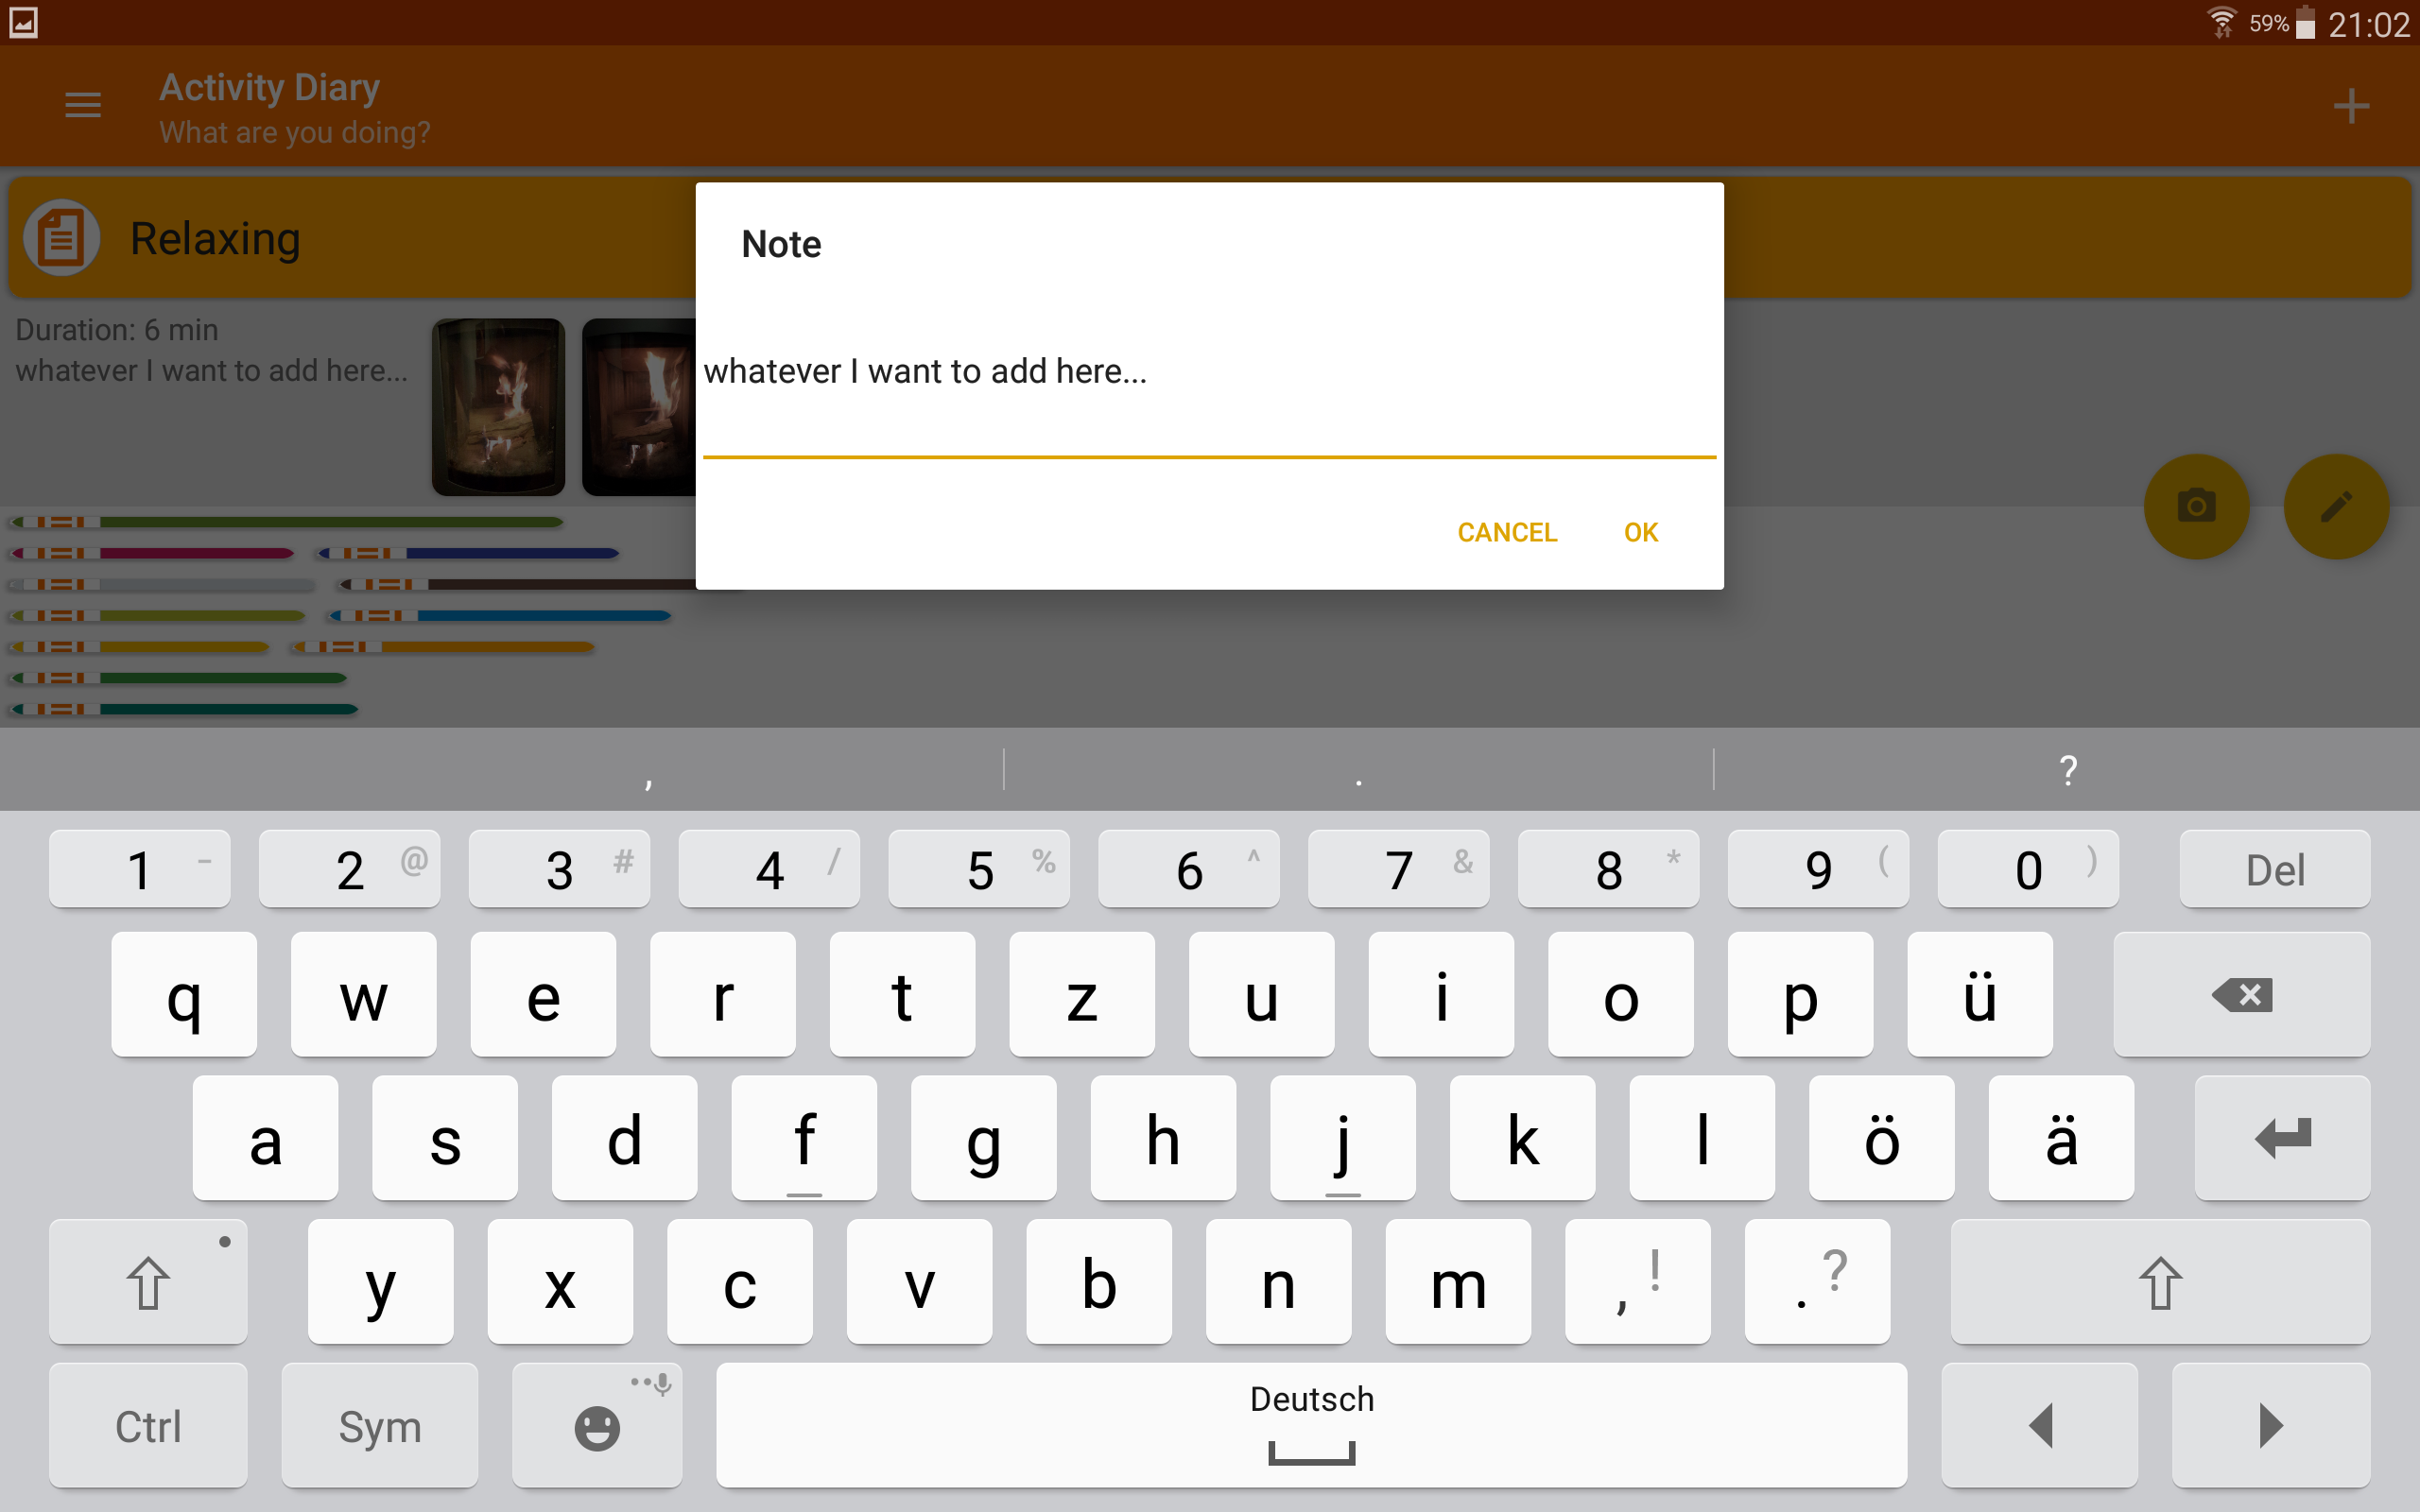 59% 21:02
Activity Diary
What are you doing?
Relaxing
Note
Duration: 6 min
whatever I want to add here...
whatever I want to add here...
CANCEL OK
, . ?
1 - 2 @ 3 # 4 / 5 % 6 ^ 7 & 8 * 9 ( 0 ) Del
q w e r t z u i o p ü
a s d f g h j k l ö ä
y x c v b n m , ! . ?
Ctrl Sym Deutsch